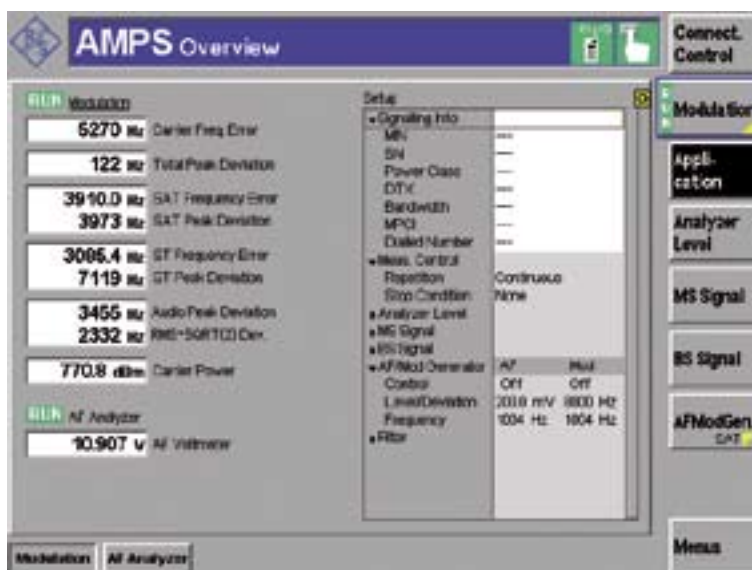 AMPS Overview
Connect.
Control
RUN Modulation
5270 Hz Carrier Freq. Error
122 Hz Total Peak Deviation
3910.0 Hz SAT Frequency Error
3973 Hz SAT Peak Deviation
3085.4 Hz ST Frequency Error
7119 Hz ST Peak Deviation
3455 Hz Audio Peak Deviation
2332 Hz RMS*SQRT(2) Dev.
770.8 dBm Carrier Power
RUN AF Analyzer
10.907 V AF Voltmeter
Setup
Signaling Info
MIN ---
SN ---
Power Class ---
DTX ---
Bandwidth ---
MPCI ---
Dialed Number ---
Meas. Control
Repetition Continuous
Stop Condition None
Analyzer Level
MS Signal
BS Signal
AF/Mod Generator AF Mod
Control Off Off
Level/Deviation mV 8000 Hz
Frequency 1004 Hz 1004 Hz
Filter
Modulation
Appli-
cation
Analyzer
Level
MS Signal
BS Signal
AFModGen.
SAT
Menus
Modulation AF Analyzer